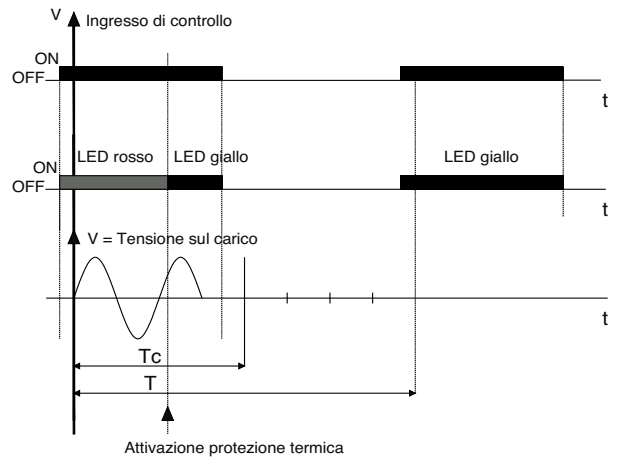 V
Ingresso di controllo
ON
OFF
t
LED rosso
LED giallo
LED giallo
ON
OFF
t
V = Tensione sul carico
t
Tc
T
Attivazione protezione termica